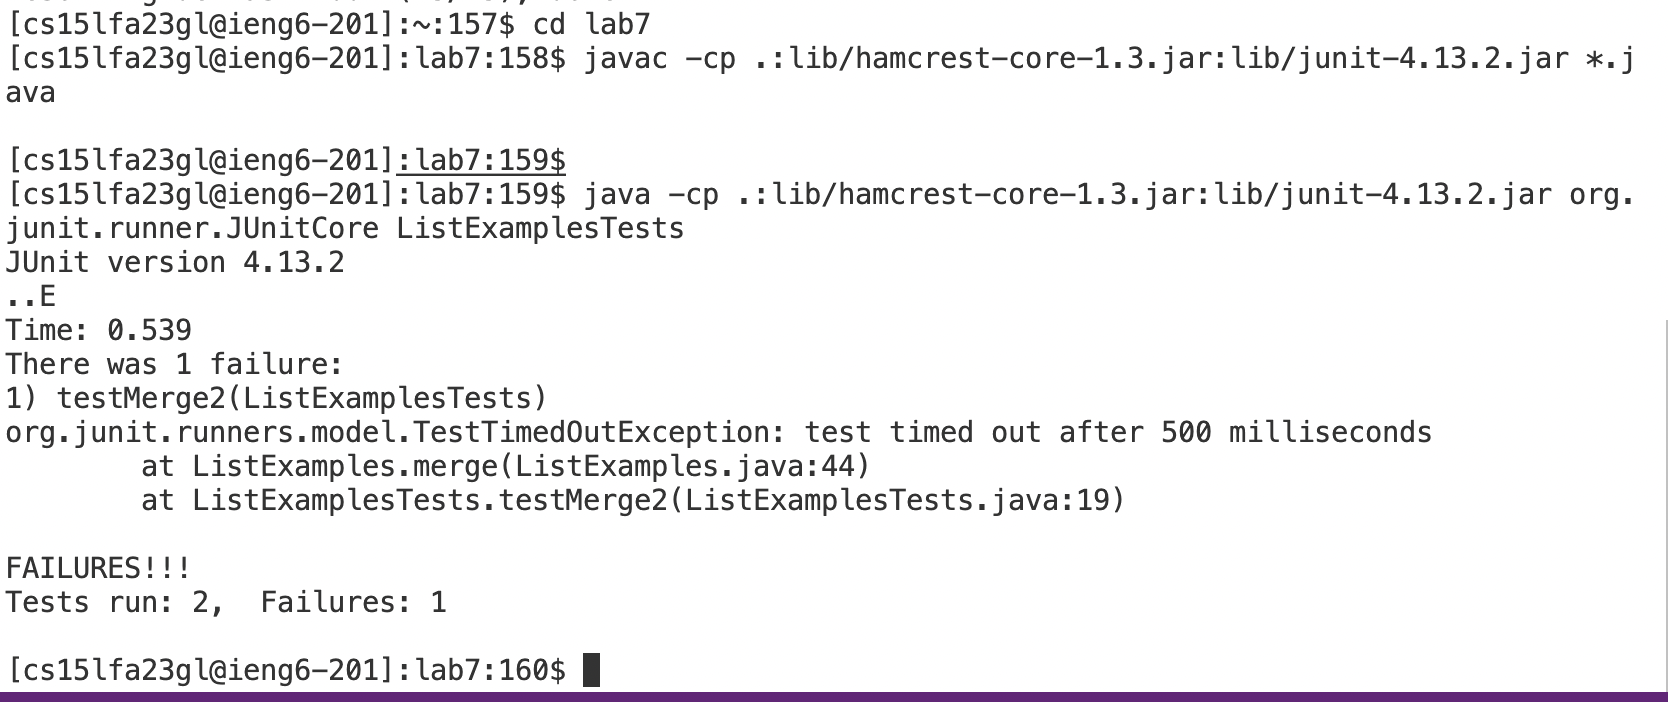 [cs15lfa23gl@ieng6-201]:~:157$ cd lab7
[cs15lfa23gl@ieng6-201]:lab7:158$ javac -cp .:lib/hamcrest-core-1.3.jar:lib/junit-4.13.2.jar *.j
ava
[cs15lfa23gl@ieng6-201]:lab7:159$
[cs15lfa23gl@ieng6-201]:lab7:159$ java -cp .:lib/hamcrest-core-1.3.jar:lib/junit-4.13.2.jar org.
junit.runner.JUnitCore ListExamplesTests
JUnit version 4.13.2
..E
Time: 0.539
There was 1 failure:
1) testMerge2(ListExamplesTests)
org.junit.runners.model.TestTimedOutException: test timed out after 500 milliseconds
        at ListExamples.merge(ListExamples.java:44)
        at ListExamplesTests.testMerge2(ListExamplesTests.java:19)
FAILURES!!!
Tests run: 2,  Failures: 1
[cs15lfa23gl@ieng6-201]:lab7:160$